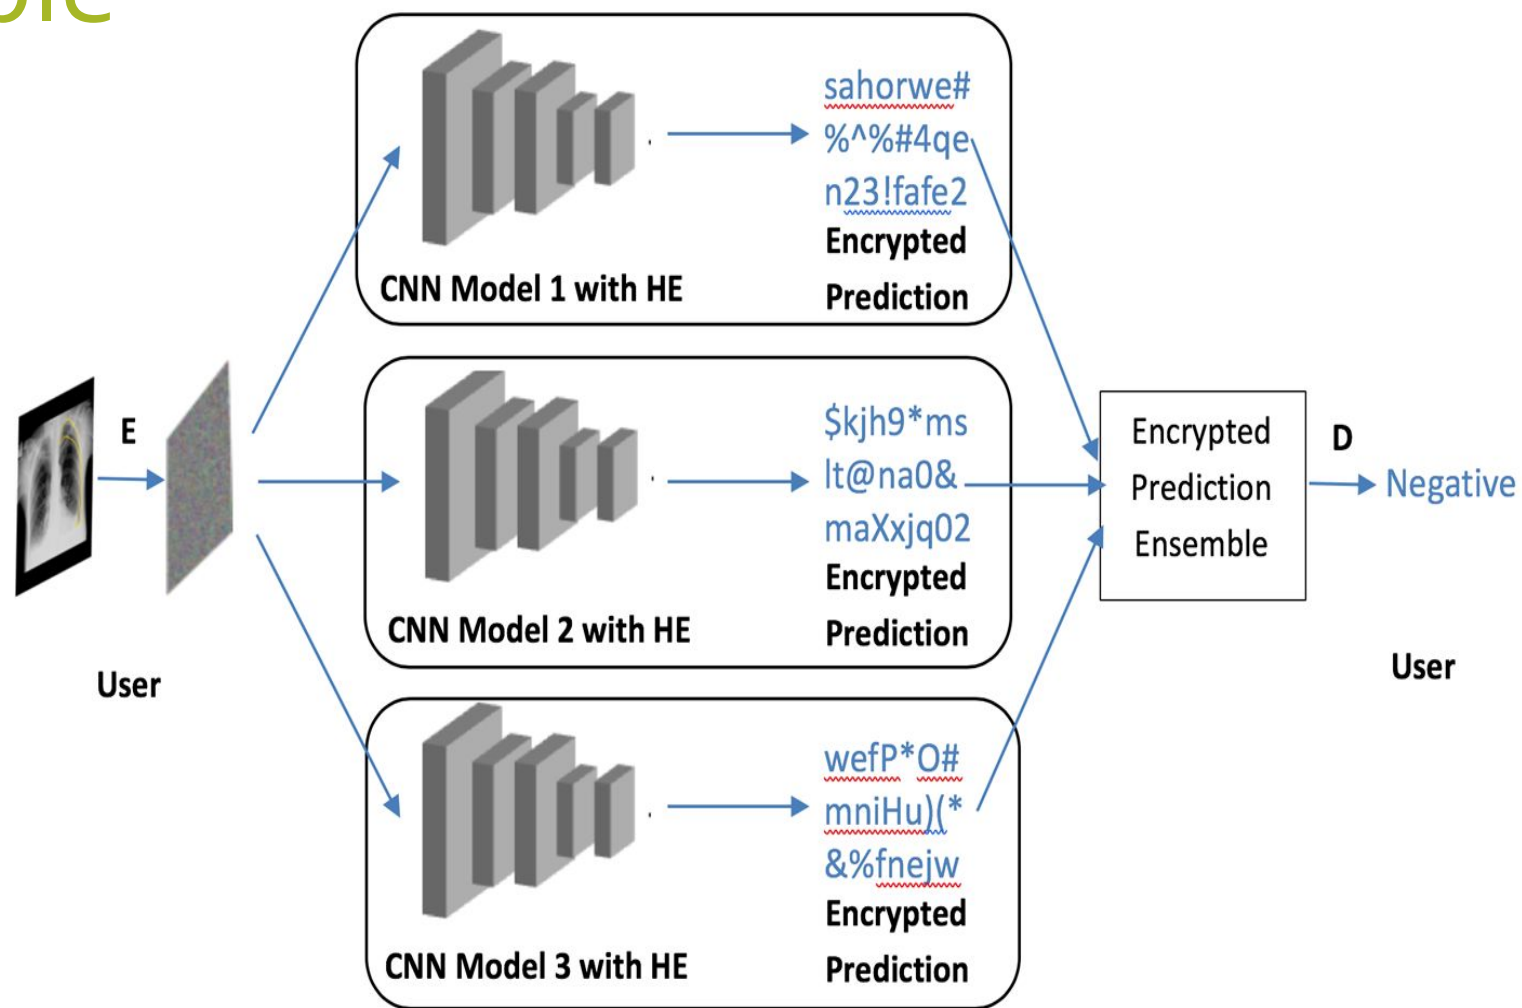 sahorwe#
%^%#4qe
n23!fafe2
Encrypted
Prediction
CNN Model 1 with HE
E
User
$kjh9*ms
lt@na0&
maXxjq02
Encrypted
Prediction
CNN Model 2 with HE
wefP*O#
mniHu)(*
&%fnejw
Encrypted
Prediction
CNN Model 3 with HE
Encrypted
Prediction
Ensemble
D
Negative
User